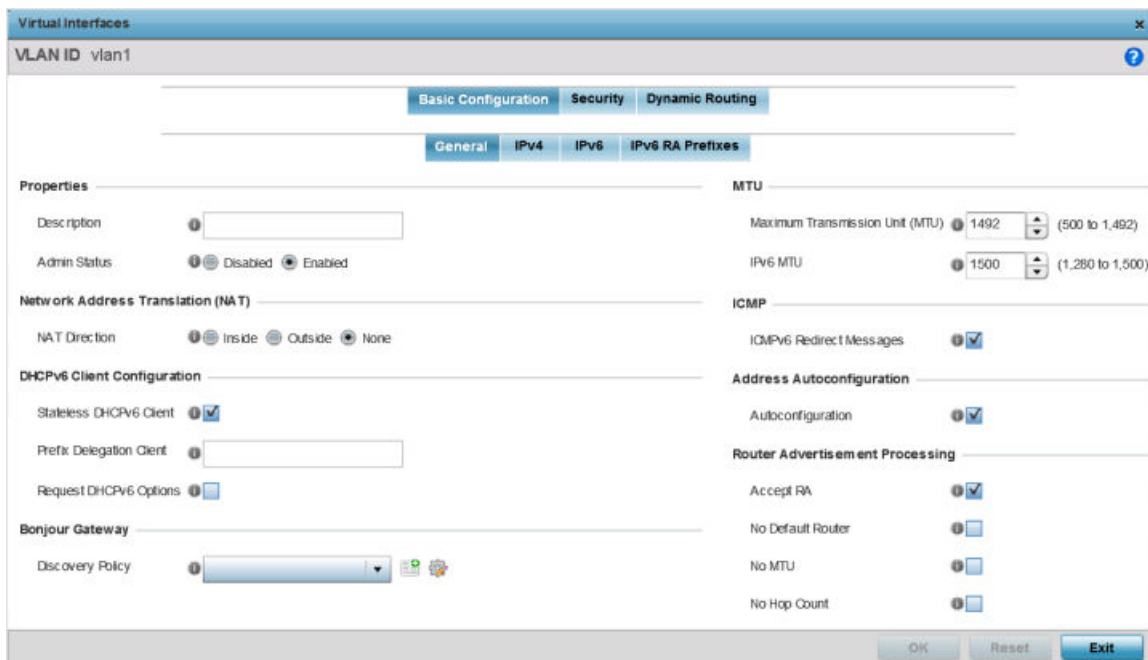 Virtual Interfaces
VLAN ID vlan1
Basic Configuration Security Dynamic Routing
General IPv4 IPv6 IPv6 RA Prefixes
Properties
Description
Admin Status Disabled Enabled
Network Address Translation (NAT)
NAT Direction Inside Outside None
DHCPv6 Client Configuration
Stateless DHCPv6 Client
Prefix Delegation Client
Request DHCPv6 Options
Bonjour Gateway
Discovery Policy
MTU
Maximum Transmission Unit (MTU) 1492 (500 to 1,492)
IPv6 MTU 1500 (1,280 to 1,500)
ICMP
ICMPv6 Redirect Messages
Address Autoconfiguration
Autoconfiguration
Router Advertisement Processing
Accept RA
No Default Router
No MTU
No Hop Count
OK Reset Exit